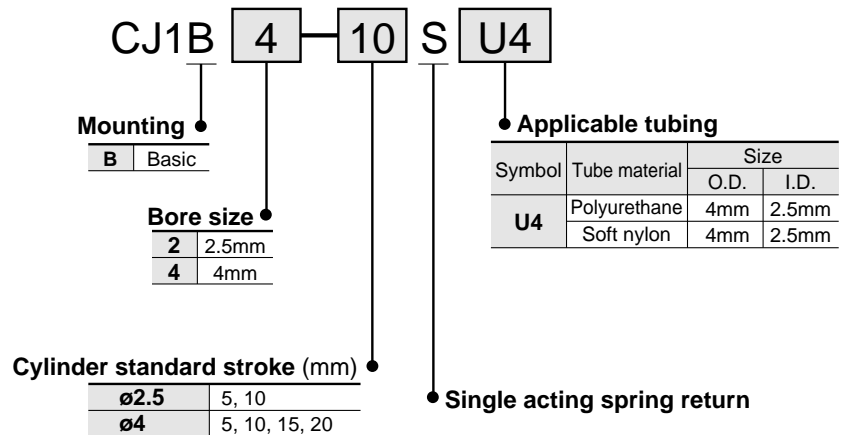 CJ1B 4 — 10 S U4
Mounting
B Basic
Bore size
2 2.5mm
4 4mm
Cylinder standard stroke (mm)
ø2.5 5, 10
ø4 5, 10, 15, 20
Applicable tubing
Symbol Tube material Size
O.D. I.D.
U4 Polyurethane 4mm 2.5mm
Soft nylon 4mm 2.5mm
Single acting spring return